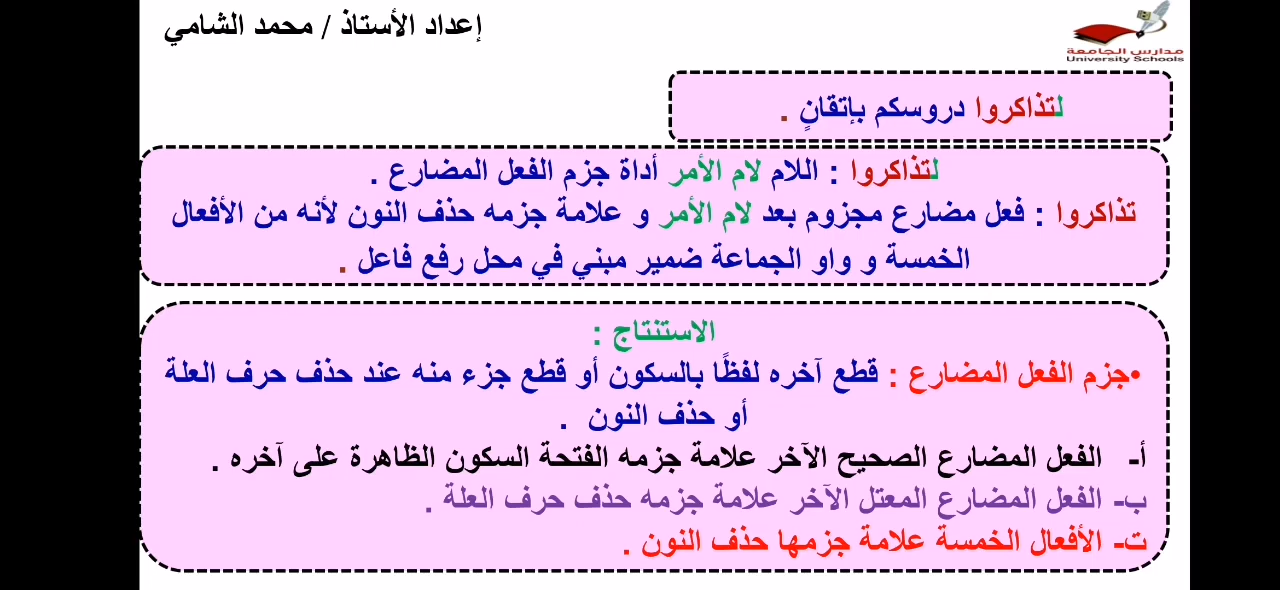 إعداد الأستاذ / محمد الشامي
مدارس الجامعة
University Schools
لتذاكروا دروسكم بإتقانٍ .
لتذاكروا : اللام لام الأمر أداة جزم الفعل المضارع .
تذاكروا : فعل مضارع مجزوم بعد لام الأمر و علامة جزمه حذف النون لأنه من الأفعال
الخمسة و واو الجماعة ضمير مبني في محل رفع فاعل .
الاستنتاج :
•جزم الفعل المضارع : قطع آخره لفظًا بالسكون أو قطع جزء منه عند حذف حرف العلة
أو حذف النون .
أ- الفعل المضارع الصحيح الآخر علامة جزمه الفتحة السكون الظاهرة على آخره .
ب- الفعل المضارع المعتل الآخر علامة جزمه حذف حرف العلة .
ت- الأفعال الخمسة علامة جزمها حذف النون .